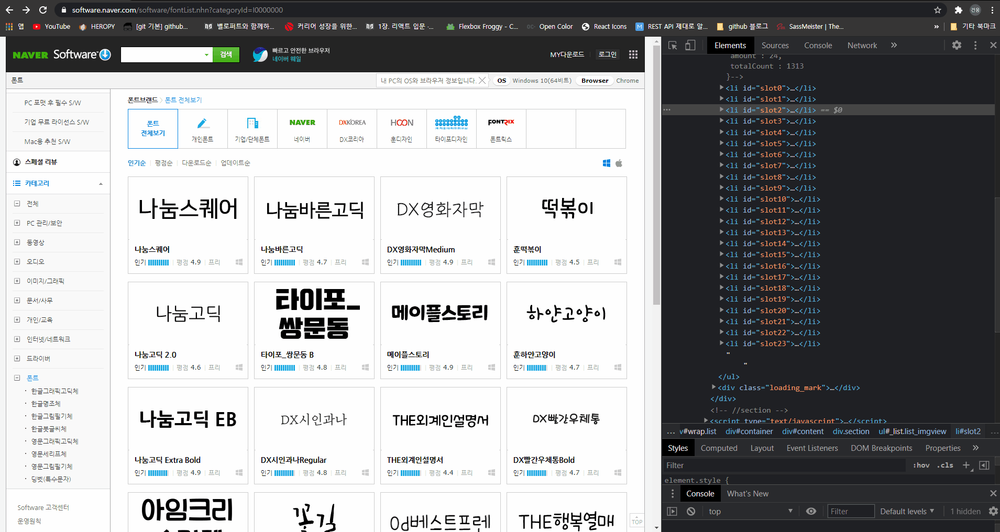 software.naver.com/software/fontList.nhn?categoryId=I0000000
건웅
앱 YouTube HEROPY [git 기본] github... 벨로퍼트와 함께하... 커리어 성장을 위한... 1장. 리액트 입문 ·... Flexbox Froggy - C... Open Color React Icons REST API 제대로 알... github 블로그 SassMeister | The... » 기타 북마크
NAVER Software 검색 빠르고 안전한 브라우저
네이버 웨일
MY다운로드 로그인
폰트 내 PC의 OS와 브라우저 정보입니다. OS Windows 10(64비트) Browser Chrome
PC 포맷 후 필수 S/W
기업 무료 라이선스 S/W
Mac용 추천 S/W
스페셜 리뷰
카테고리
전체
PC 관리/보안
동영상
오디오
이미지/그래픽
문서/사무
개인/교육
인터넷/네트워크
드라이버
폰트
· 한글그래픽고딕체
· 한글명조체
· 한글그림필기체
· 한글붓글씨체
· 영문그래픽고딕체
· 영문세리프체
· 영문그림필기체
· 딩벳(특수문자)
Software 고객센터
운영원칙
폰트브랜드 > 폰트 전체보기
폰트
전체보기
개인폰트
기업/단체폰트
NAVER
네이버
DXKOREA
DX코리아
HOON
훈디자인
타이포디자인
FONTRIX
폰트릭스
인기순 | 평점순 | 다운로드순 | 업데이트순
나눔스퀘어
나눔스퀘어
인기 평점 4.9 프리
나눔바른고딕
나눔바른고딕
인기 평점 4.7 프리
DX영화자막
DX영화자막Medium
인기 평점 4.9 프리
떡볶이
훈떡볶이
인기 평점 4.5 프리
나눔고딕
나눔고딕 2.0
인기 평점 4.6 프리
타이포_
쌍문동
타이포_쌍문동 B
인기 평점 4.8 프리
메이플스토리
메이플스토리
인기 평점 4.9 프리
하얀고양이
훈하얀고양이
인기 평점 4.7 프리
나눔고딕 EB
나눔고딕 Extra Bold
인기 평점 4.9 프리
DX시인과나
DX시인과나Regular
인기 평점 4.8 프리
THE외계인설명서
THE외계인설명서
인기 평점 4.4 프리
DX빨간우체통
DX빨간우체통Bold
인기 평점 4.7 프리
아임크리
꽃길
THE행복열매
TOP
Elements Sources Console Network »
amount : 24,
totalCount : 1313
}-->
<li id="slot0">…</li>
<li id="slot1">…</li>
<li id="slot2">…</li> == $0
<li id="slot3">…</li>
<li id="slot4">…</li>
<li id="slot5">…</li>
<li id="slot6">…</li>
<li id="slot7">…</li>
<li id="slot8">…</li>
<li id="slot9">…</li>
<li id="slot10">…</li>
<li id="slot11">…</li>
<li id="slot12">…</li>
<li id="slot13">…</li>
<li id="slot14">…</li>
<li id="slot15">…</li>
<li id="slot16">…</li>
<li id="slot17">…</li>
<li id="slot18">…</li>
<li id="slot19">…</li>
<li id="slot20">…</li>
<li id="slot21">…</li>
<li id="slot22">…</li>
<li id="slot23">…</li>
"
"
</ul>
<div class="loading_mark">…</div>
</div>
<!-- //section -->
<script type="text/javascript">…</script>
... v#wrap.list div#container div#content div.section ul#_list.list_imgview li#slot2 ...
Styles Computed Layout Event Listeners DOM Breakpoints Properties »
Filter :hov .cls +
element.style {
Console What's New
top Filter Default levels 1 hidden